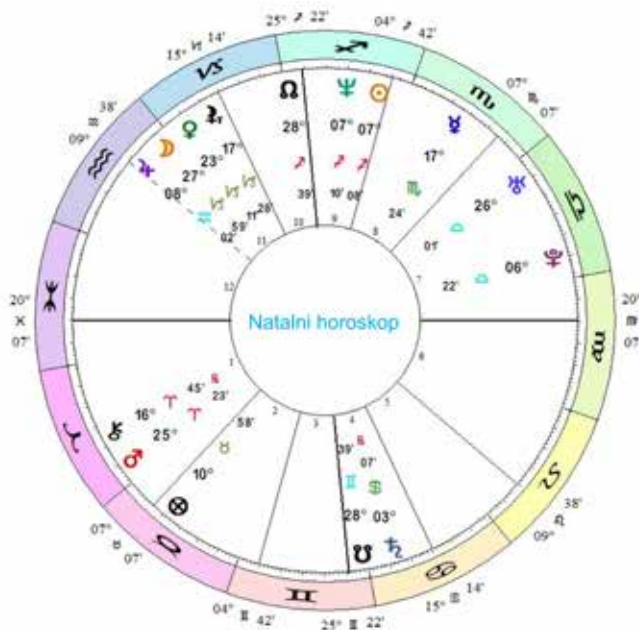 25° ♐ 22'
04° ♐ 42'
15° ♑ 14'
07° ♏ 07'
09° ♒ 38'
20° ♓ 07'
20° ♍ 07'
07° ♉ 07'
04° ♊ 42'
25° ♊ 22'
15° 14'
09° ♌ 38'
28° ♐ 39'
07° ♐ 10'
07° ♐ 08'
17° ♏ 24'
26° ♎ 01'
06° ♎ 22'
17° ♑ 28'
23° ♑ 11'
27° ♑ 59'
08° ♒ 02'
16° ♈ 45'
25° ♈ 23'
10° ♉ 58'
28° ♊ 39'
03° ♋ 07'
10
9
8
7
6
5
4
3
2
1
12
11
Natalni horoskop